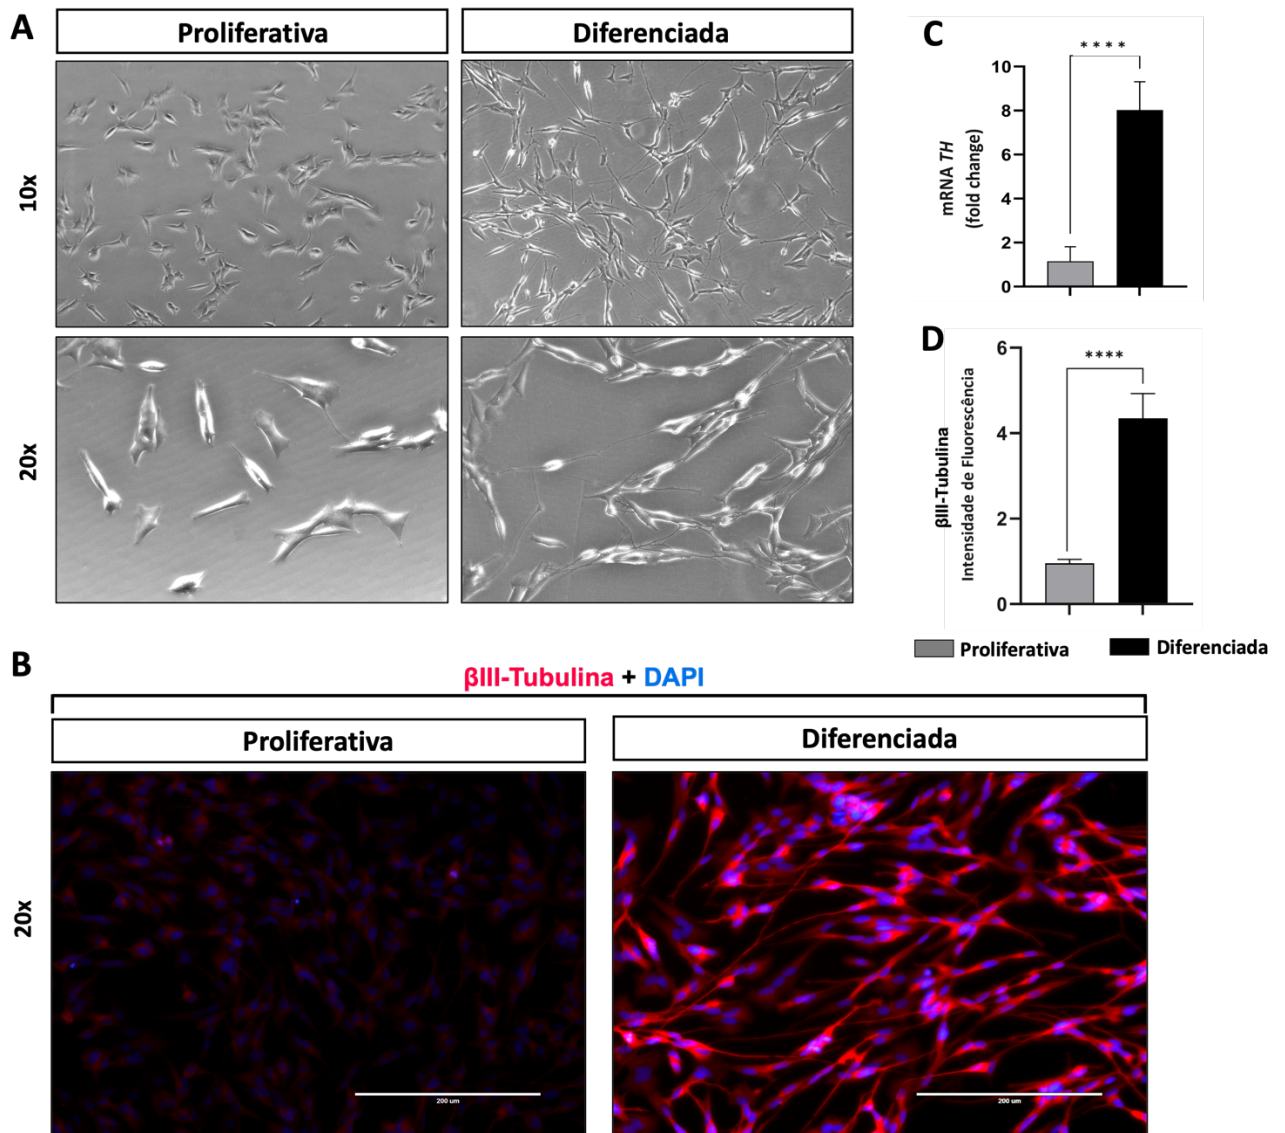 A
Proliferativa
Diferenciada
10x
20x
C
****
10
8
6
4
2
0
mRNA TH
(fold change)
D
****
6
4
2
0
βIII-Tubulina
Intensidade de Fluorescência
Proliferativa
Diferenciada
B
βIII-Tubulina + DAPI
Proliferativa
Diferenciada
20x
200 um
200 um